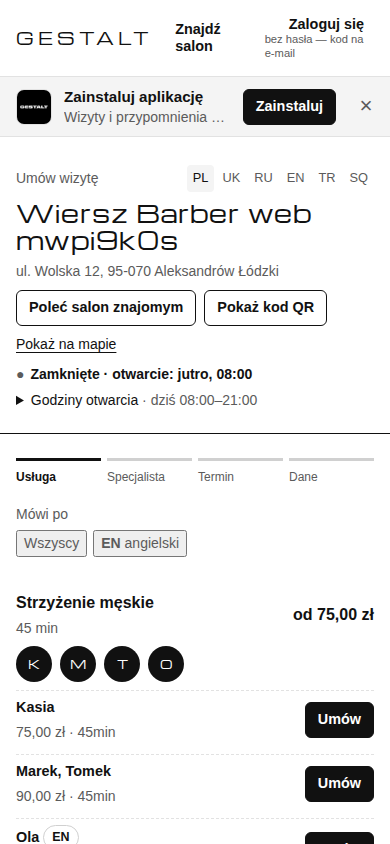 GESTALT
Znajdź salon
Zaloguj się
bez hasła — kod na e-mail
GESTALT
Zainstaluj aplikację
Wizyty i przypomnienia …
Zainstaluj
×
Umów wizytę
PL UK RU EN TR SQ
Wiersz Barber web
mwpi9k0s
ul. Wolska 12, 95-070 Aleksandrów Łódzki
Poleć salon znajomym
Pokaż kod QR
Pokaż na mapie
● Zamknięte · otwarcie: jutro, 08:00
▶ Godziny otwarcia · dziś 08:00–21:00
Usługa
Specjalista
Termin
Dane
Mówi po
Wszyscy
EN angielski
Strzyżenie męskie
45 min
od 75,00 zł
K M T O
Kasia
75,00 zł · 45min
Umów
Marek, Tomek
90,00 zł · 45min
Umów
Ola EN